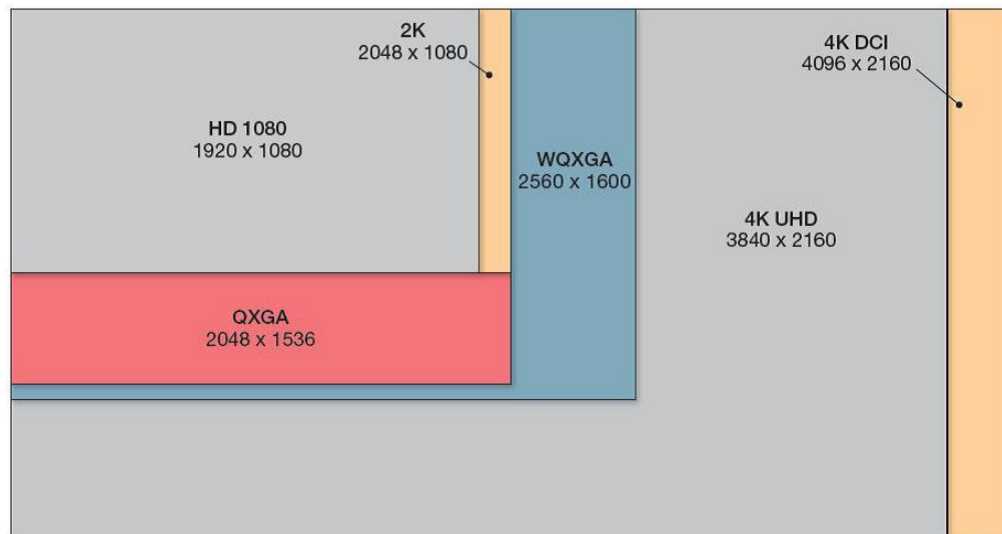 2K
2048 x 1080
4K DCI
4096 x 2160
HD 1080
1920 x 1080
WQXGA
2560 x 1600
4K UHD
3840 x 2160
QXGA
2048 x 1536